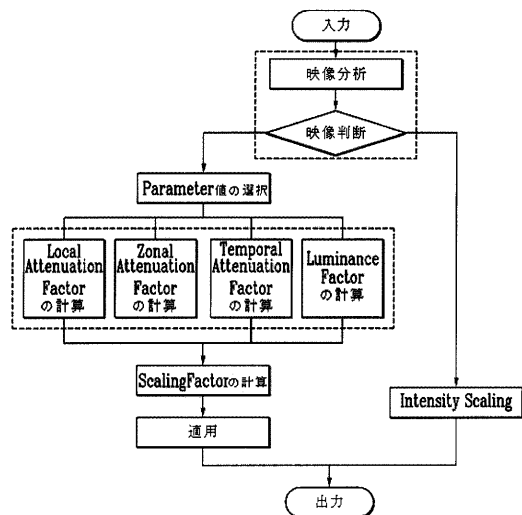 入力
映像分析
映像判断
Parameter値の選択
Local
Attenuation
Factor
の計算
Zonal
Attenuation
Factor
の計算
Temporal
Attenuation
Factor
の計算
Luminance
Factor
の計算
ScalingFactorの計算
Intensity Scaling
適用
出力